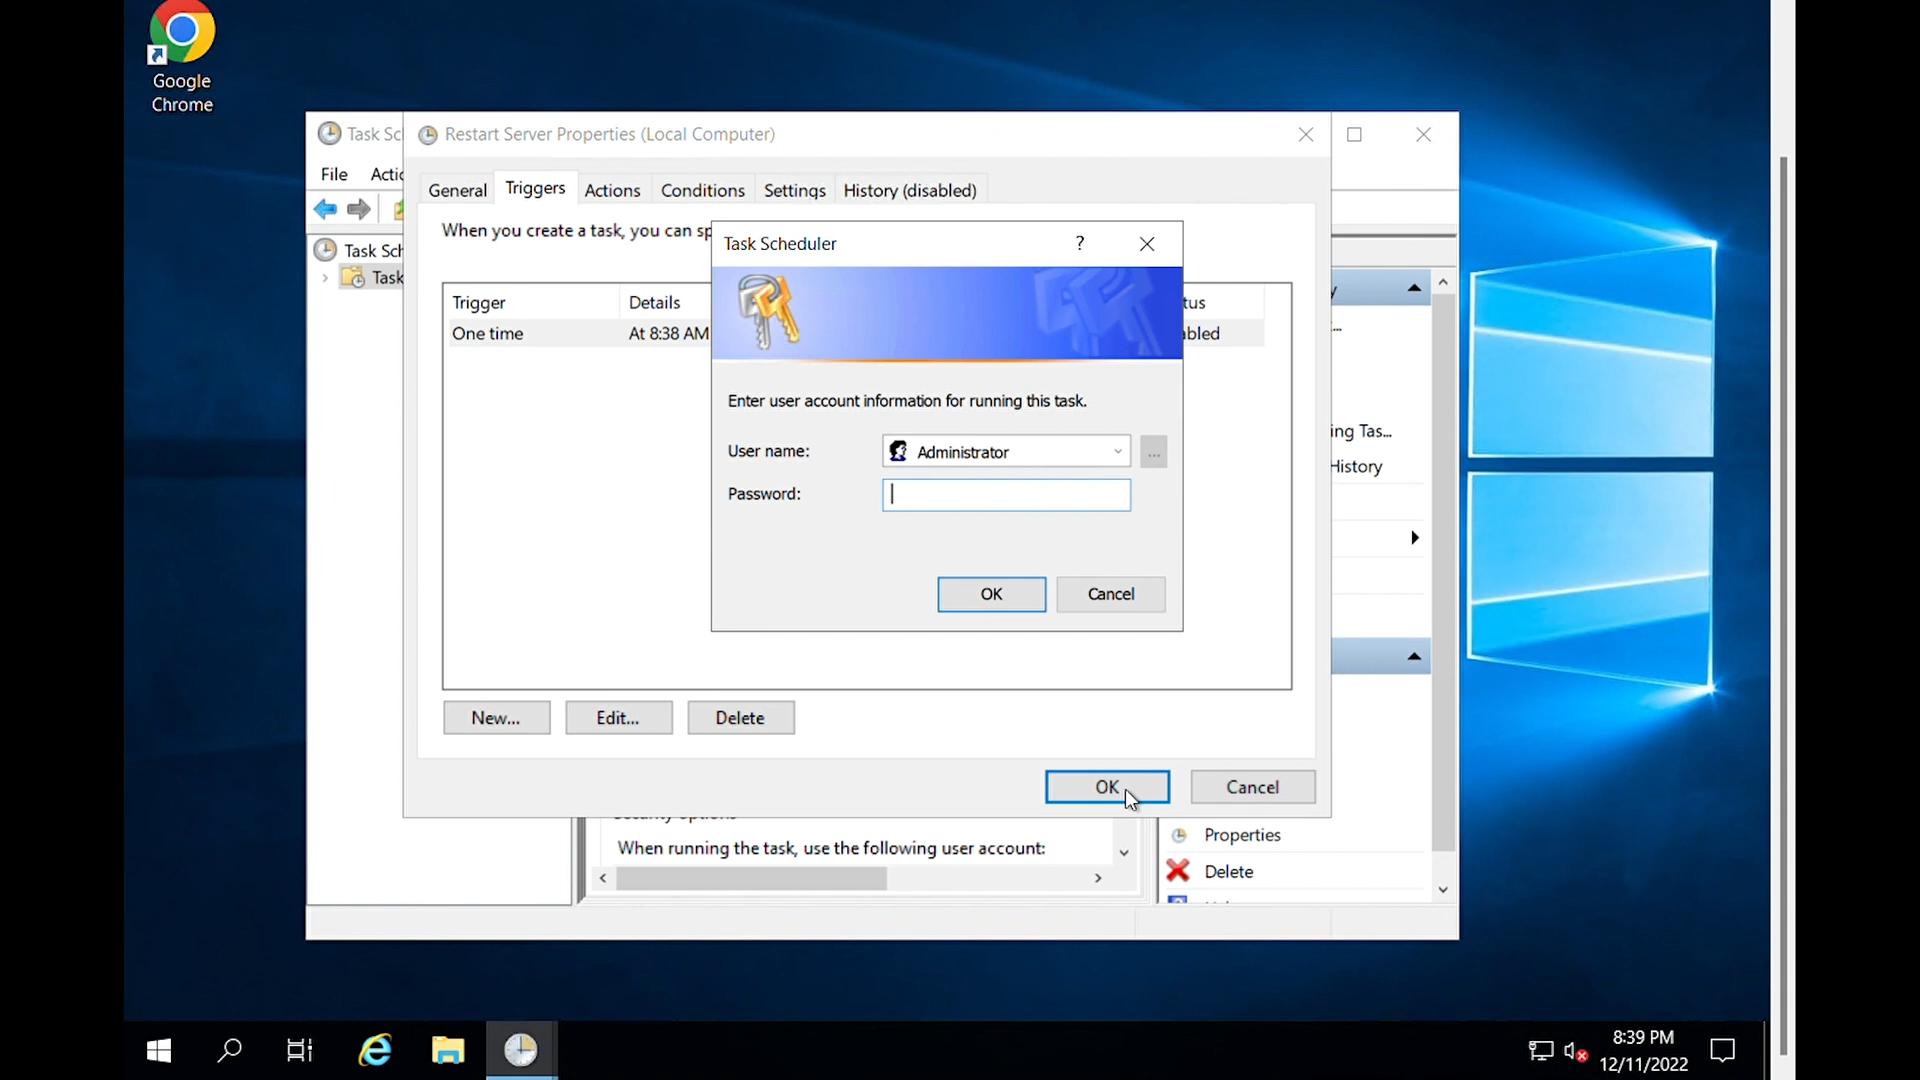 Google
Chrome
Task Sc
Restart Server Properties (Local Computer)
File
Actic
General
Triggers
Actions
Conditions
Settings
History (disabled)
When you create a task, you can sp
Task Scheduler
?
Task Sch
Task
Trigger
Details
tus
y
One time
At 8:38 AM
bled
...
Enter user account information for running this task.
ing Tas...
User name:
Administrator
...
History
Password:
OK
Cancel
New...
Edit...
Delete
OK
Cancel
Properties
When running the task, use the following user account:
Delete
8:39 PM
12/11/2022